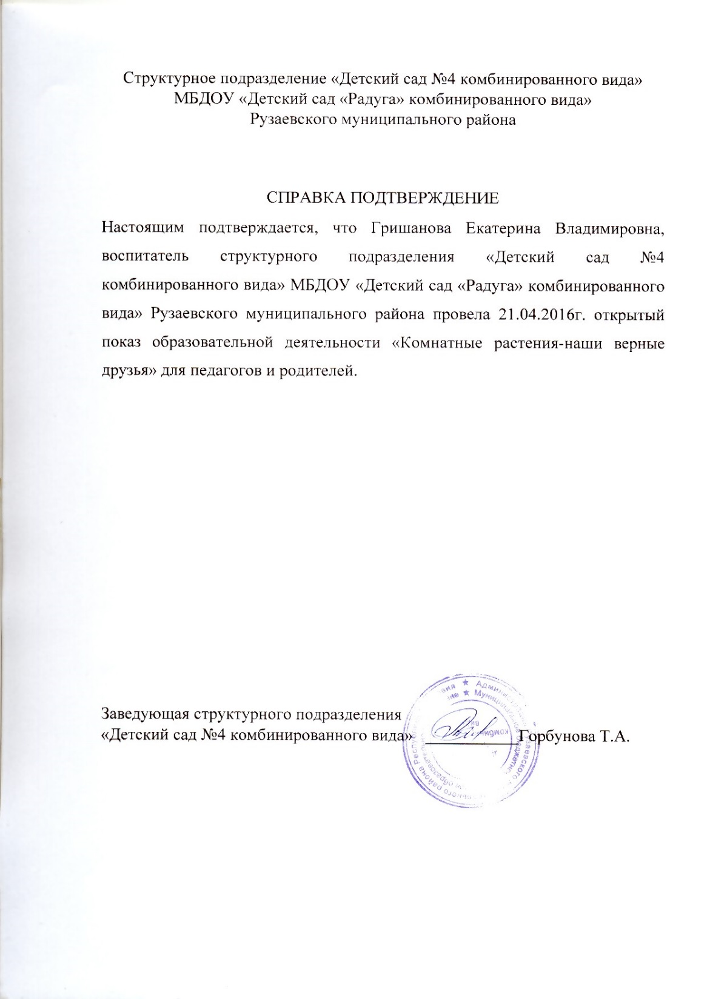 Структурное подразделение «Детский сад №4 комбинированного вида»
МБДОУ «Детский сад «Радуга» комбинированного вида»
Рузаевского муниципального района
СПРАВКА ПОДТВЕРЖДЕНИЕ
Настоящим подтверждается, что Гришанова Екатерина Владимировна,
воспитатель структурного подразделения «Детский сад №4
комбинированного вида» МБДОУ «Детский сад «Радуга» комбинированного
вида» Рузаевского муниципального района провела 21.04.2016г. открытый
показ образовательной деятельности «Комнатные растения-наши верные
друзья» для педагогов и родителей.
Заведующая структурного подразделения
«Детский сад №4 комбинированного вида» ___________Горбунова Т.А.